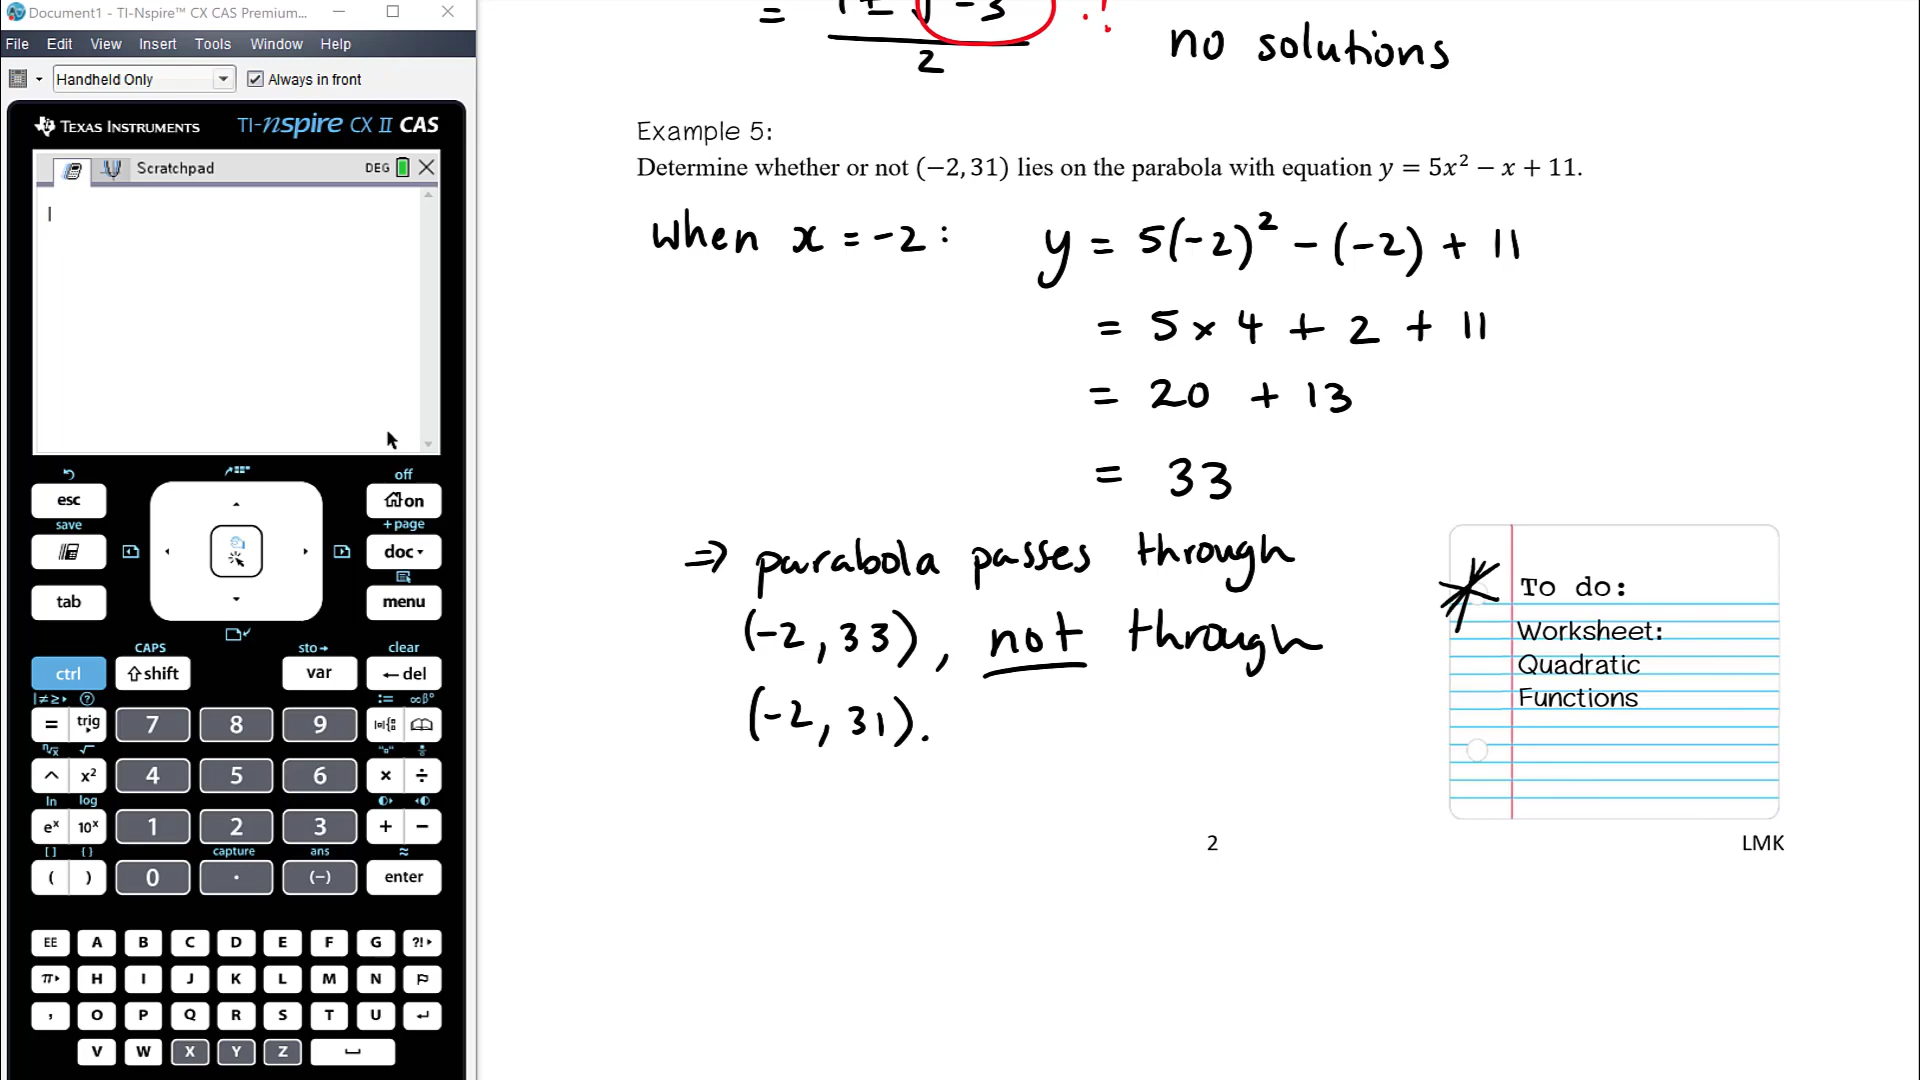 Document1 - TI-Nspire™ CX CAS Premium...
File Edit View Insert Tools Window Help
Handheld Only Always in front
TEXAS INSTRUMENTS TI-nspire CX II CAS
Scratchpad DEG
off
esc on
save + page
doc
tab menu
CAPS sto→ clear
ctrl shift var ←del
|≠≥▸ ? := ∞β°
= trig 7 8 9
ⁿ√x √
^ x² 4 5 6 × ÷
ln log
eˣ 10ˣ 1 2 3 + −
[ ] { } capture ans ≈
( ) 0 . (−) enter
EE A B C D E F G ?!▸
π▸ H I J K L M N
, O P Q R S T U ↵
V W X Y Z
= 1 ± √-3 / 2 . ! no solutions
Example 5:
Determine whether or not (−2, 31) lies on the parabola with equation y = 5x² − x + 11.
when x = -2 : y = 5(-2)² - (-2) + 11
= 5 × 4 + 2 + 11
= 20 + 13
= 33
⇒ parabola passes through
(-2, 33), not through
(-2, 31).
To do:
Worksheet:
Quadratic
Functions
2 LMK